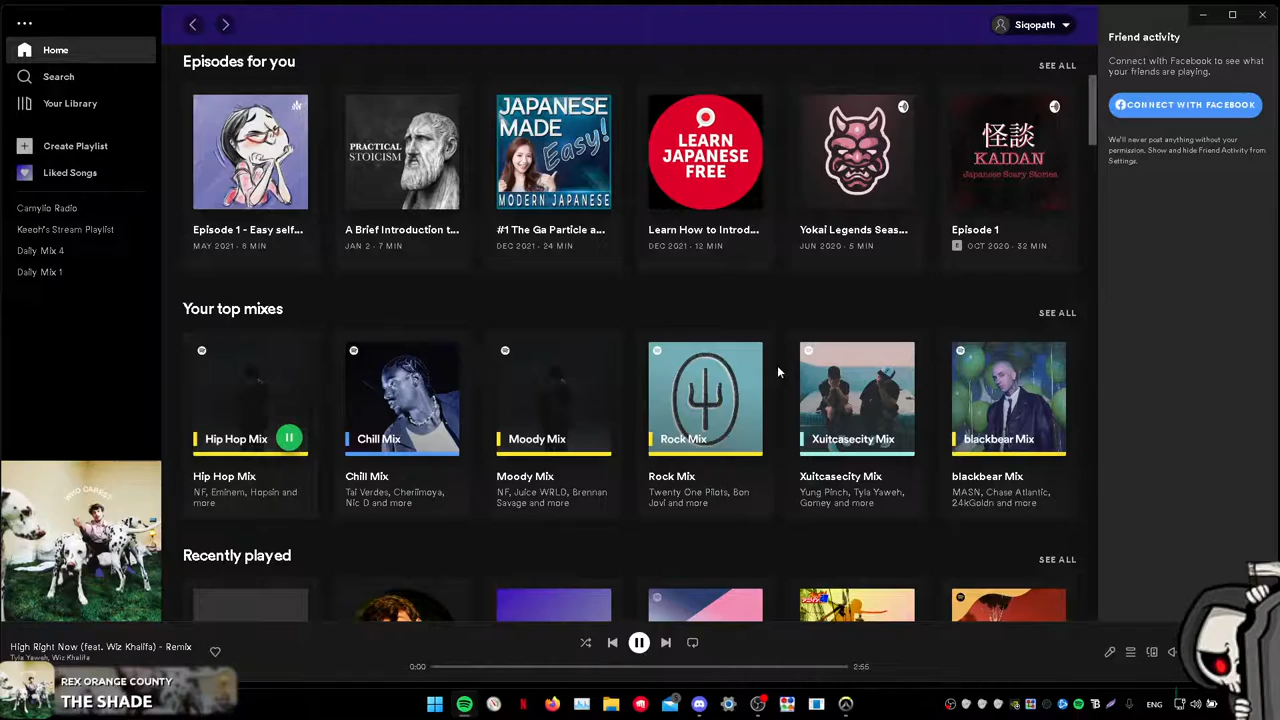 Home
Search
Your Library
Create Playlist
Liked Songs
Camylio Radio
Keeoh's Stream Playlist
Daily Mix 4
Daily Mix 1
Siqopath
Episodes for you
SEE ALL
PRACTICAL
STOICISM
JAPANESE
MADE
Easy!
MODERN JAPANESE
LEARN
JAPANESE
FREE
怪談
KAIDAN
Japanese Scary Stories
Episode 1 - Easy self...
MAY 2021 · 8 MIN
A Brief Introduction t...
JAN 2 · 7 MIN
#1 The Ga Particle a...
DEC 2021 · 24 MIN
Learn How to Introd...
DEC 2021 · 12 MIN
Yokai Legends Seas...
JUN 2020 · 5 MIN
Episode 1
E OCT 2020 · 32 MIN
Your top mixes
SEE ALL
Hip Hop Mix
Chill Mix
Moody Mix
Rock Mix
Xuitcasecity Mix
blackbear Mix
Hip Hop Mix
NF, Eminem, Hopsin and
more
Chill Mix
Tai Verdes, Cheriimoya,
Nic D and more
Moody Mix
NF, Juice WRLD, Brennan
Savage and more
Rock Mix
Twenty One Pilots, Bon
Jovi and more
Xuitcasecity Mix
Yung Pinch, Tyla Yaweh,
Gorney and more
blackbear Mix
MASN, Chase Atlantic,
24kGoldn and more
Recently played
SEE ALL
Friend activity
Connect with Facebook to see what
your friends are playing.
CONNECT WITH FACEBOOK
We'll never post anything without your
permission. Show and hide Friend Activity from
Settings.
WHO CARES?
High Right Now (feat. Wiz Khalifa) - Remix
Tyla Yaweh, Wiz Khalifa
0:00
2:55
REX ORANGE COUNTY
THE SHADE
ENG